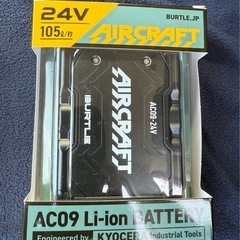 24V
105ℓ/秒
AIRCRAFT
BURTLE.JP
BURTLE
AIRCRAFT
AC09-24V
AC09 Li-ion BATTERY
Engineered by KYOCERA Industrial Tools